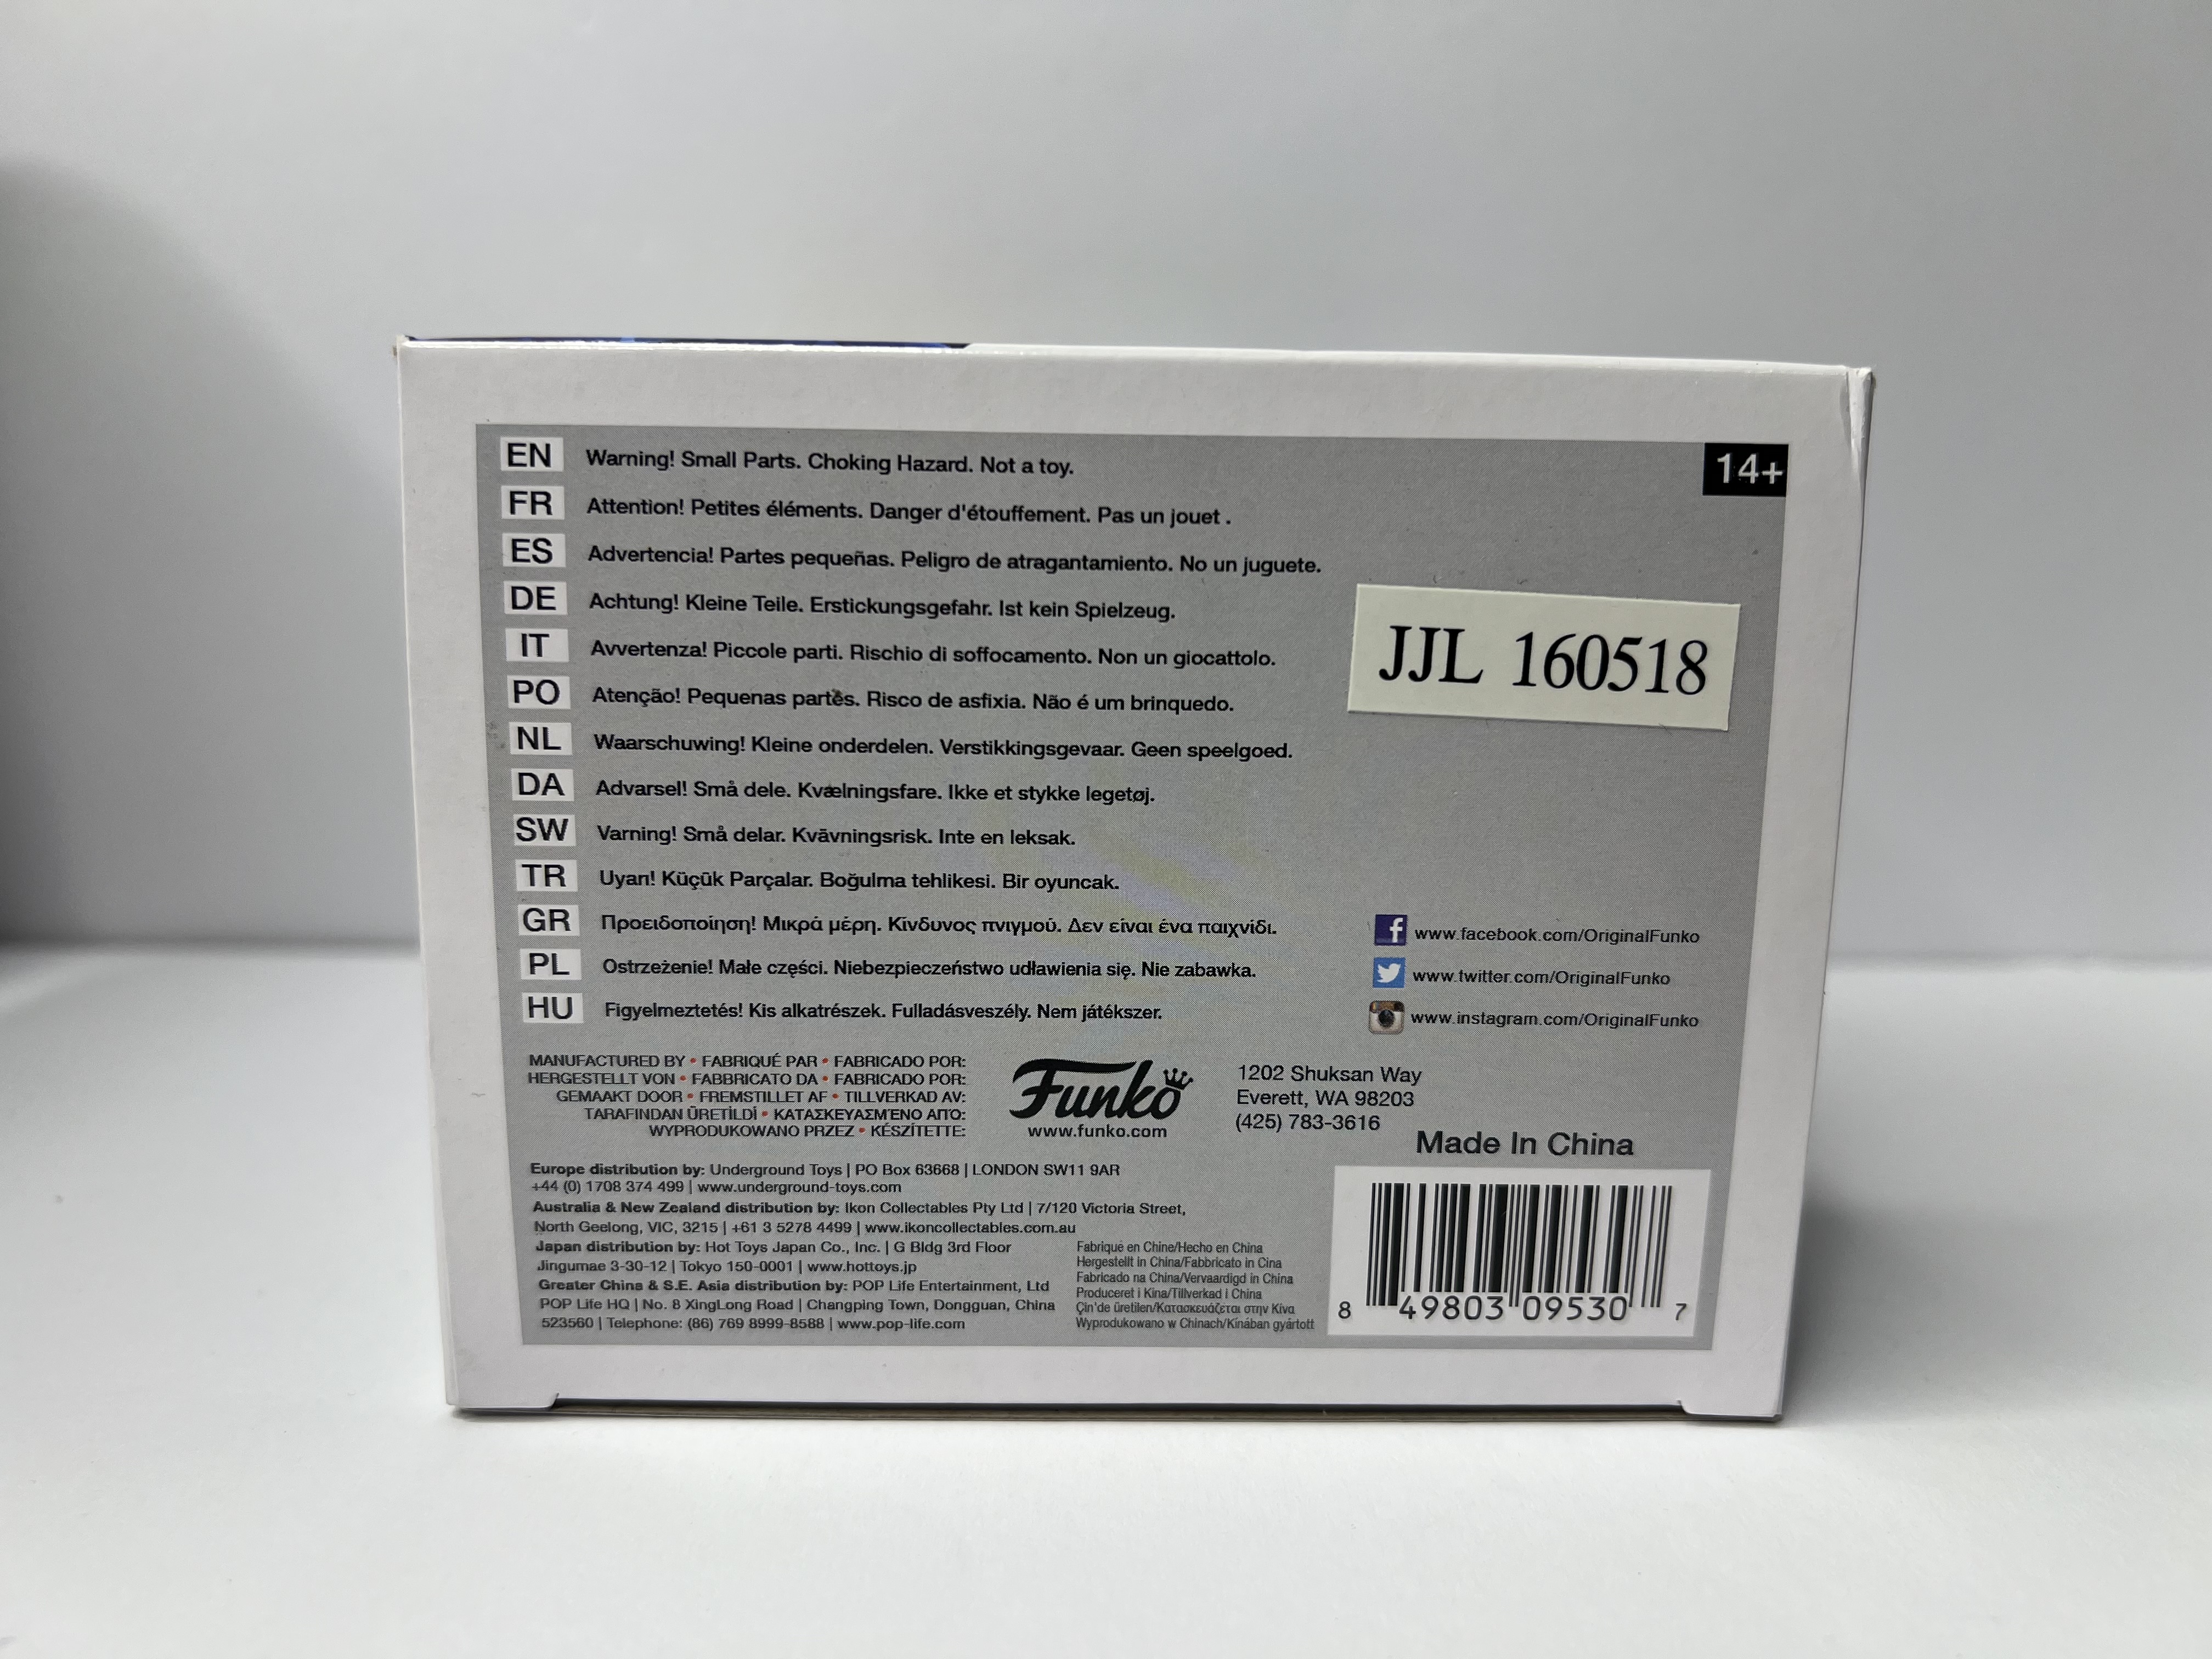 EN Warning! Small Parts. Choking Hazard. Not a toy.
14+
FR Attention! Petites éléments. Danger d'étouffement. Pas un jouet .
ES Advertencia! Partes pequeñas. Peligro de atragantamiento. No un juguete.
DE Achtung! Kleine Teile. Erstickungsgefahr. Ist kein Spielzeug.
IT Avvertenza! Piccole parti. Rischio di soffocamento. Non un giocattolo.
JJL 160518
PO Atenção! Pequenas partes. Risco de asfixia. Não é um brinquedo.
NL Waarschuwing! Kleine onderdelen. Verstikkingsgevaar. Geen speelgoed.
DA Advarsel! Små dele. Kvælningsfare. Ikke et stykke legetøj.
SW Varning! Små delar. Kvävningsrisk. Inte en leksak.
TR Uyarı! Küçük Parçalar. Boğulma tehlikesi. Bir oyuncak.
GR Προειδοποίηση! Μικρά μέρη. Κίνδυνος πνιγμού. Δεν είναι ένα παιχνίδι.
PL Ostrzeżenie! Małe części. Niebezpieczeństwo udławienia się. Nie zabawka.
HU Figyelmeztetés! Kis alkatrészek. Fulladásveszély. Nem játékszer.
www.facebook.com/OriginalFunko
www.twitter.com/OriginalFunko
www.instagram.com/OriginalFunko
MANUFACTURED BY • FABRIQUÉ PAR • FABRICADO POR:
HERGESTELLT VON • FABBRICATO DA • FABRICADO POR:
GEMAAKT DOOR • FREMSTILLET AF • TILLVERKAD AV:
TARAFINDAN ÜRETİLDİ • ΚΑΤΑΣΚΕΥΑΣΜΈΝΟ ΑΠΌ:
WYPRODUKOWANO PRZEZ • KÉSZÍTETTE:
Funko
www.funko.com
1202 Shuksan Way
Everett, WA 98203
(425) 783-3616
Made In China
Europe distribution by: Underground Toys | PO Box 63668 | LONDON SW11 9AR
+44 (0) 1708 374 499 | www.underground-toys.com
Australia & New Zealand distribution by: Ikon Collectables Pty Ltd | 7/120 Victoria Street,
North Geelong, VIC, 3215 | +61 3 5278 4499 | www.ikoncollectables.com.au
Japan distribution by: Hot Toys Japan Co., Inc. | G Bldg 3rd Floor
Jingumae 3-30-12 | Tokyo 150-0001 | www.hottoys.jp
Greater China & S.E. Asia distribution by: POP Life Entertainment, Ltd
POP Life HQ | No. 8 XingLong Road | Changping Town, Dongguan, China
523560 | Telephone: (86) 769 8999-8588 | www.pop-life.com
Fabriqué en Chine/Hecho en China
Hergestellt in China/Fabbricato in Cina
Fabricado na China/Vervaardigd in China
Produceret i Kina/Tillverkad i China
Çin'de üretilen/Κατασκευάζεται στην Κίνα
Wyprodukowano w Chinach/Kínában gyártott
8 49803 09530 7